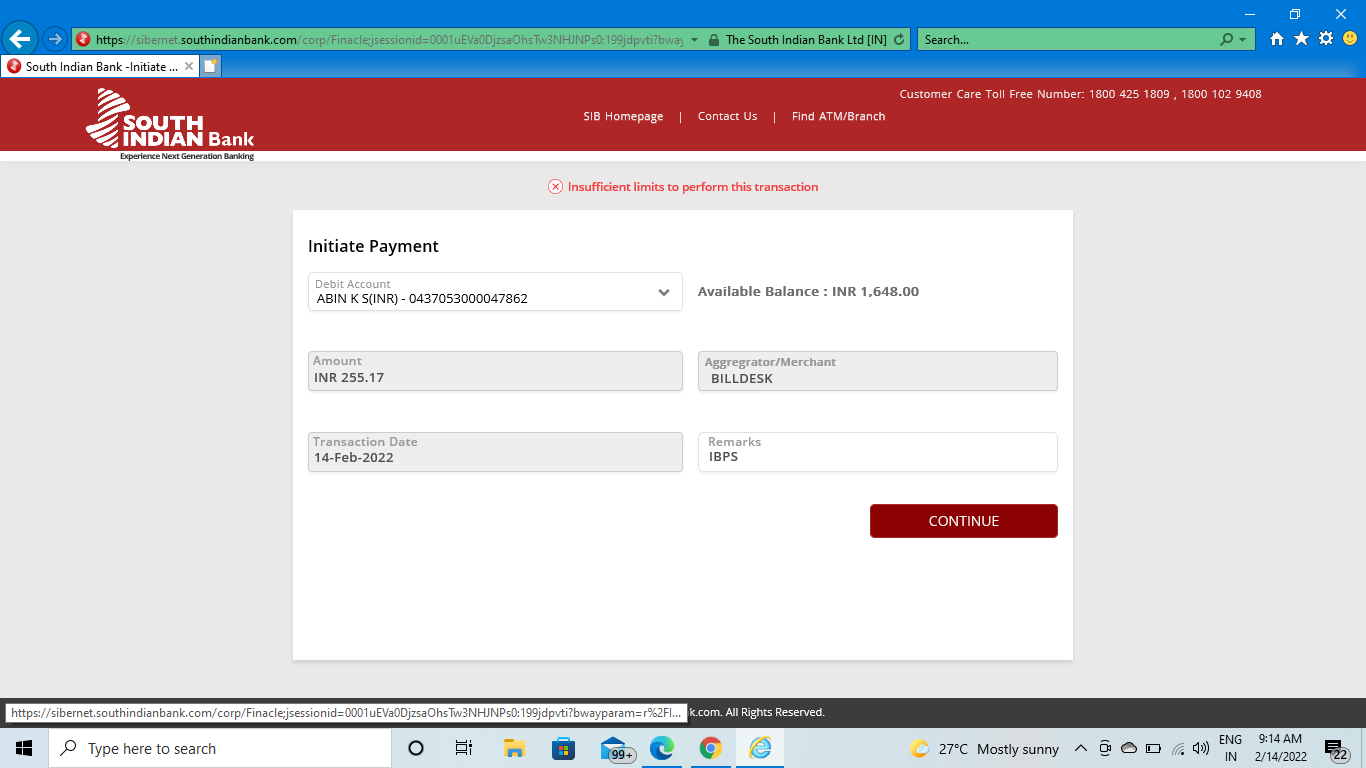 https://sibernet.southindianbank.com/corp/Finacle;jsessionid=0001uEVa0DjzsaOhsTw3NHJNPs0:199jdpvti?bway
The South Indian Bank Ltd [IN]
Search...
South Indian Bank -Initiate ...
Customer Care Toll Free Number: 1800 425 1809 , 1800 102 9408
SIB Homepage | Contact Us | Find ATM/Branch
SOUTH
INDIAN Bank
Experience Next Generation Banking
Insufficient limits to perform this transaction
Initiate Payment
Debit Account
ABIN K S(INR) - 0437053000047862
Available Balance : INR 1,648.00
Amount
INR 255.17
Aggregrator/Merchant
BILLDESK
Transaction Date
14-Feb-2022
Remarks
IBPS
CONTINUE
https://sibernet.southindianbank.com/corp/Finacle;jsessionid=0001uEVa0DjzsaOhsTw3NHJNPs0:199jdpvti?bwayparam=r%2Fl...
k.com. All Rights Reserved.
Type here to search
99+
27°C Mostly sunny
ENG
IN
9:14 AM
2/14/2022
22